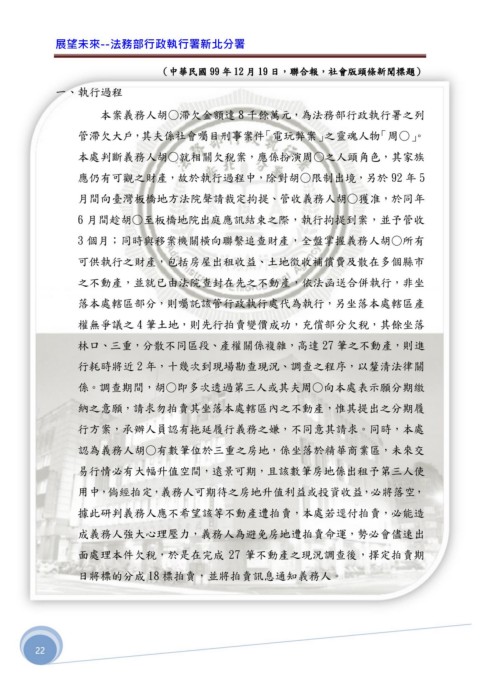 展望未來--法務部行政執行署新北分署
（中華民國 99 年 12 月 19 日，聯合報，社會版頭條新聞標題）
一、執行過程
本案義務人胡○滯欠金額達 8 千餘萬元，為法務部行政執行署之列
管滯欠大戶，其夫係社會矚目刑事案件「電玩弊案」之靈魂人物「周○」。
本處判斷義務人胡○就相關欠稅案，應係扮演周○之人頭角色，其家族
應仍有可觀之財產，故於執行過程中，除對胡○限制出境，另於 92 年 5
月間向臺灣板橋地方法院聲請裁定拘提、管收義務人胡○獲准，於同年
6 月間趁胡○至板橋地院出庭應訊結束之際，執行拘提到案，並予管收
3 個月；同時與移案機關橫向聯繫追查財產，全盤掌握義務人胡○所有
可供執行之財產，包括房屋出租收益、土地徵收補償費及散在多個縣市
之不動產，並就已由法院查封在先之不動產，依法函送合併執行，非坐
落本處轄區部分，則囑託該管行政執行處代為執行，另坐落本處轄區產
權無爭議之 4 筆土地，則先行拍賣變價成功，充償部分欠稅，其餘坐落
林口、三重，分散不同區段、產權關係複雜，高達 27 筆之不動產，則進
行耗時將近 2 年，十幾次到現場勘查現況、調查之程序，以釐清法律關
係。調查期間，胡○即多次透過第三人或其夫周○向本處表示願分期繳
納之意願，請求勿拍賣其坐落本處轄區內之不動產，惟其提出之分期履
行方案，承辦人員認有拖延履行義務之嫌，不同意其請求。同時，本處
認為義務人胡○有數筆位於三重之房地，係坐落於精華商業區，未來交
易行情必有大幅升值空間，遠景可期，且該數筆房地係出租予第三人使
用中，倘經拍定，義務人可期待之房地升值利益或投資收益，必將落空，
據此研判義務人應不希望該等不動產遭拍賣，本處若逕付拍賣，必能造
成義務人強大心理壓力，義務人為避免房地遭拍賣命運，勢必會儘速出
面處理本件欠稅，於是在完成 27 筆不動產之現況調查後，擇定拍賣期
日將標的分成 18 標拍賣，並將拍賣訊息通知義務人。
22